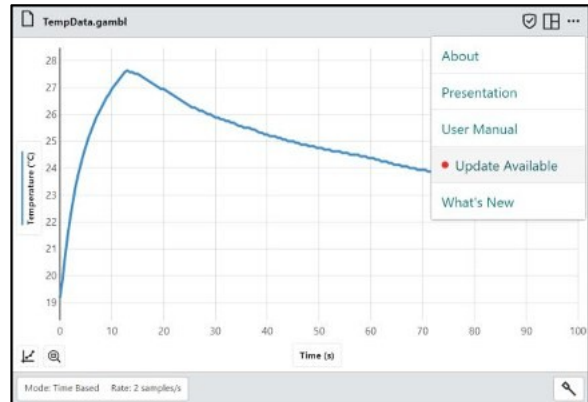 TempData.gambl
About
Presentation
User Manual
Update Available
What's New
Temperature (°C)
28
27
26
25
24
23
22
21
20
19
0 10 20 30 40 50 60 70 80 90 100
Time (s)
Mode: Time Based Rate: 2 samples/s